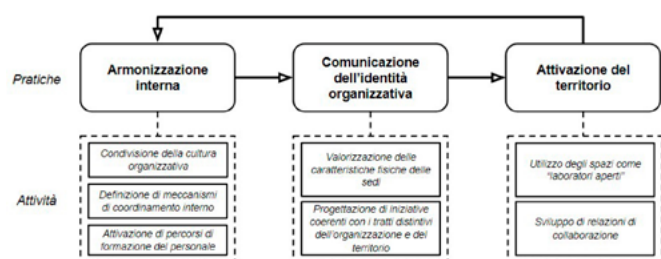 Pratiche
Armonizzazione
interna
Comunicazione
dell'identità
organizzativa
Attivazione del
territorio
Attività
Condivisione della cultura
organizzativa
Definizione di meccanismi
di coordinamento interno
Attivazione di percorsi di
formazione del personale
Valorizzazione delle
caratteristiche fisiche delle
sedi
Progettazione di iniziative
coerenti con i tratti distintivi
dell'organizzazione e del
territorio
Utilizzo degli spazi come
"laboratori aperti"
Sviluppo di relazioni di
collaborazione